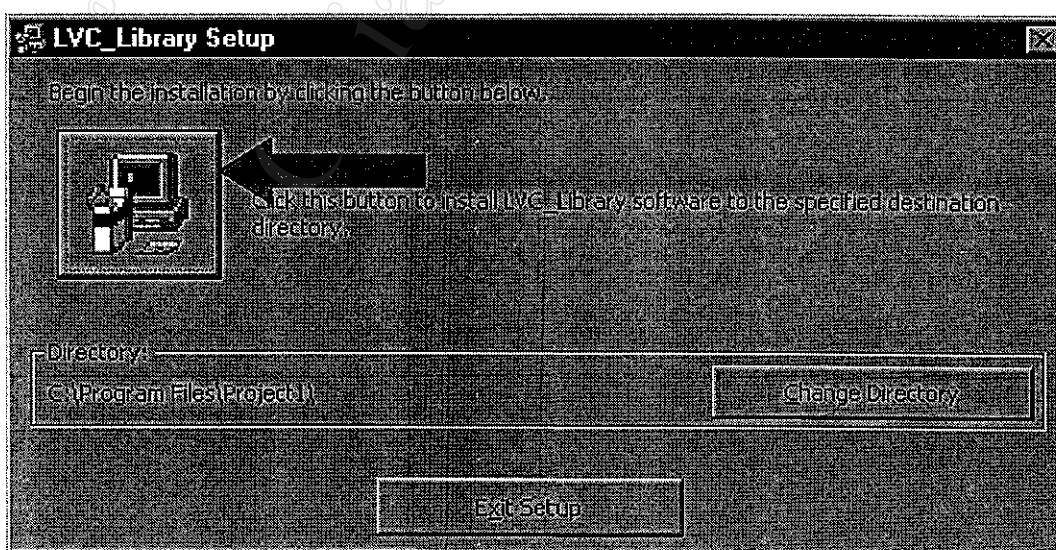 LVC_Library Setup
Begin the installation by clicking the button below.
Click this button to install LVC_Library software to the specified destination
directory.
Directory:
C:\Program Files\Project1\
Change Directory
Exit Setup